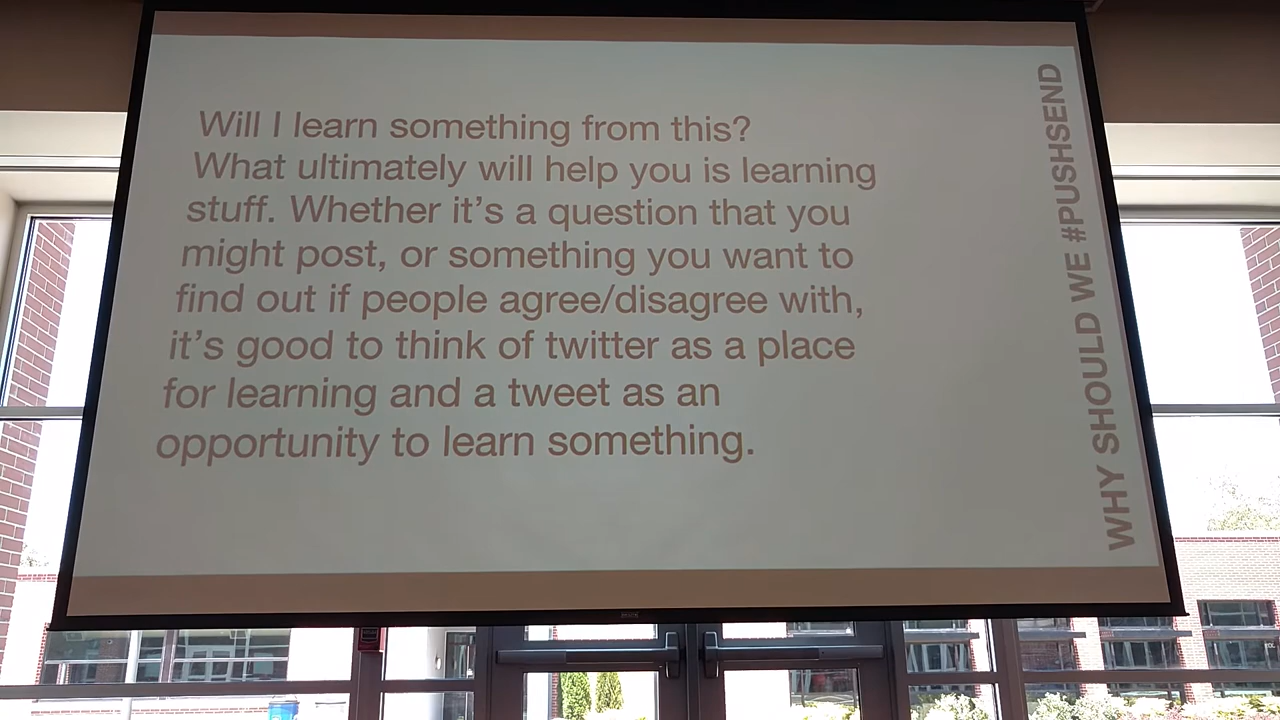 Will I learn something from this?
What ultimately will help you is learning
stuff. Whether it's a question that you
might post, or something you want to
find out if people agree/disagree with,
it's good to think of twitter as a place
for learning and a tweet as an
opportunity to learn something.
WHY SHOULD WE #PUSHSEND